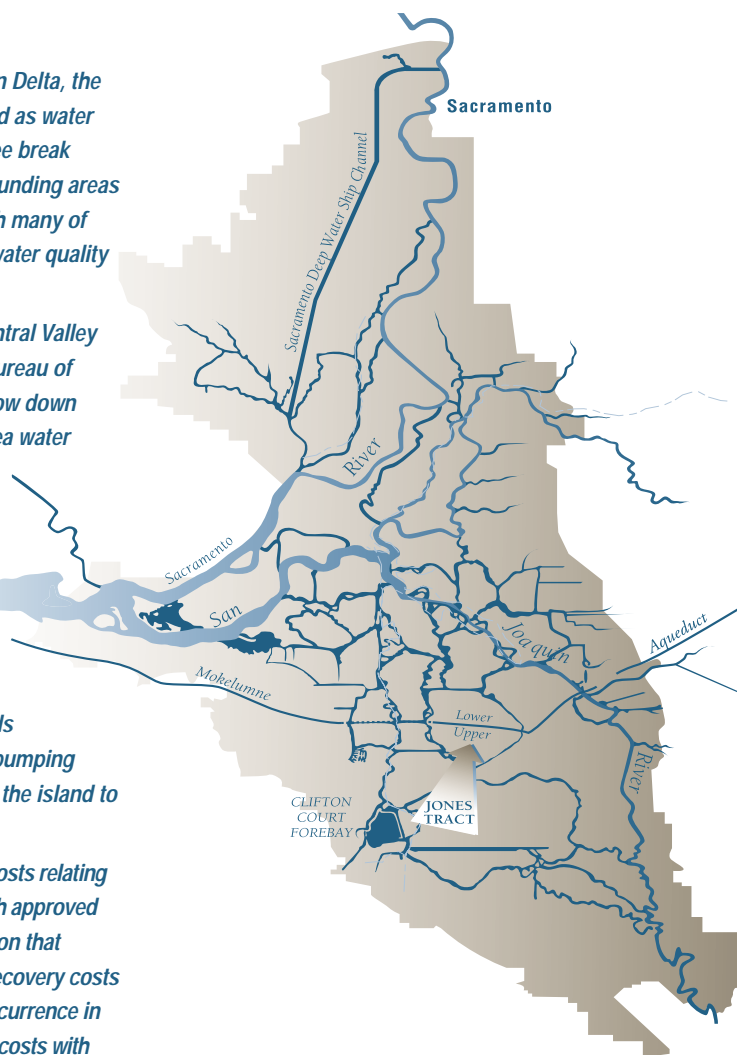 n Delta, the
d as water
ee break
unding areas
h many of
water quality
ntral Valley
ureau of
ow down
ea water
ls
pumping
the island to
osts relating
h approved
on that
ecovery costs
currence in
costs with
Sacramento
Sacramento Deep Water Ship Channel
River
Sacramento
San
Joaquin
River
Mokelumne
Aqueduct
Lower
Upper
CLIFTON
COURT
FOREBAY
JONES
TRACT